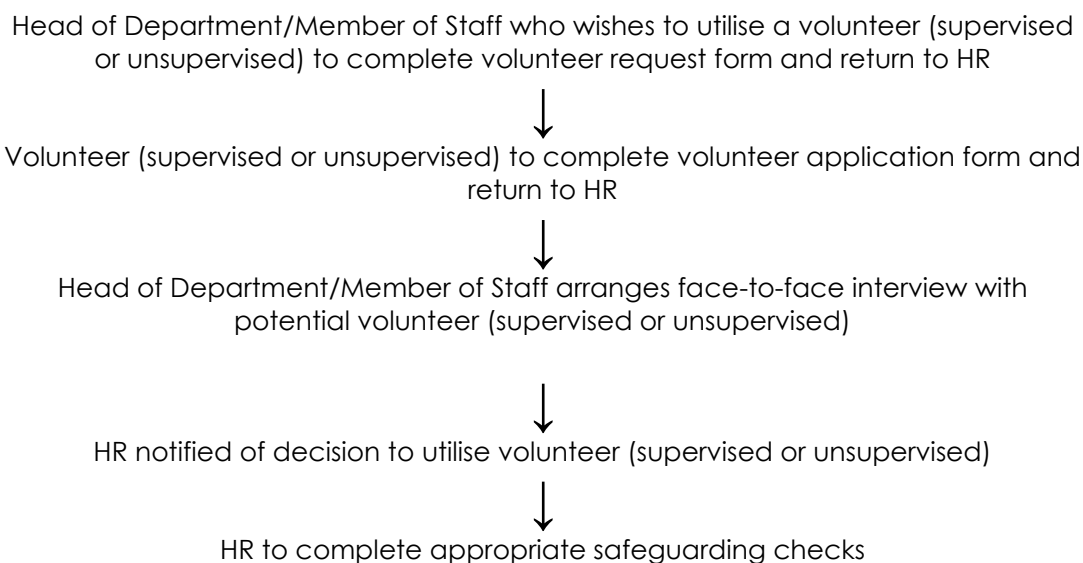 Head of Department/Member of Staff who wishes to utilise a volunteer (supervised
or unsupervised) to complete volunteer request form and return to HR
Volunteer (supervised or unsupervised) to complete volunteer application form and
return to HR
Head of Department/Member of Staff arranges face-to-face interview with
potential volunteer (supervised or unsupervised)
HR notified of decision to utilise volunteer (supervised or unsupervised)
HR to complete appropriate safeguarding checks